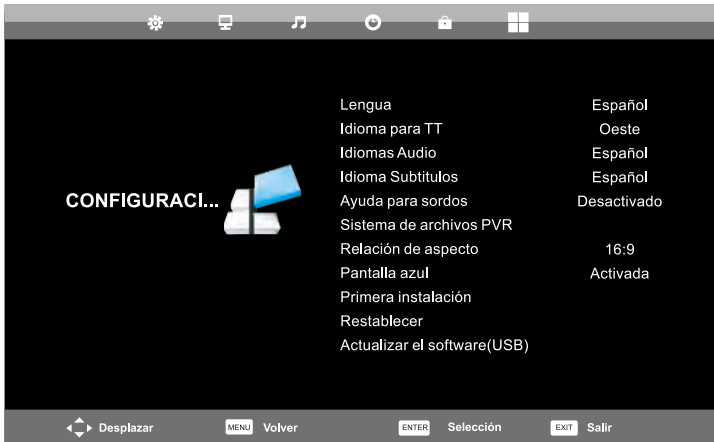 CONFIGURACI...
Lengua Español
Idioma para TT Oeste
Idiomas Audio Español
Idioma Subtitulos Español
Ayuda para sordos Desactivado
Sistema de archivos PVR
Relación de aspecto 16:9
Pantalla azul Activada
Primera instalación
Restablecer
Actualizar el software(USB)
Desplazar MENU Volver ENTER Selección EXIT Salir